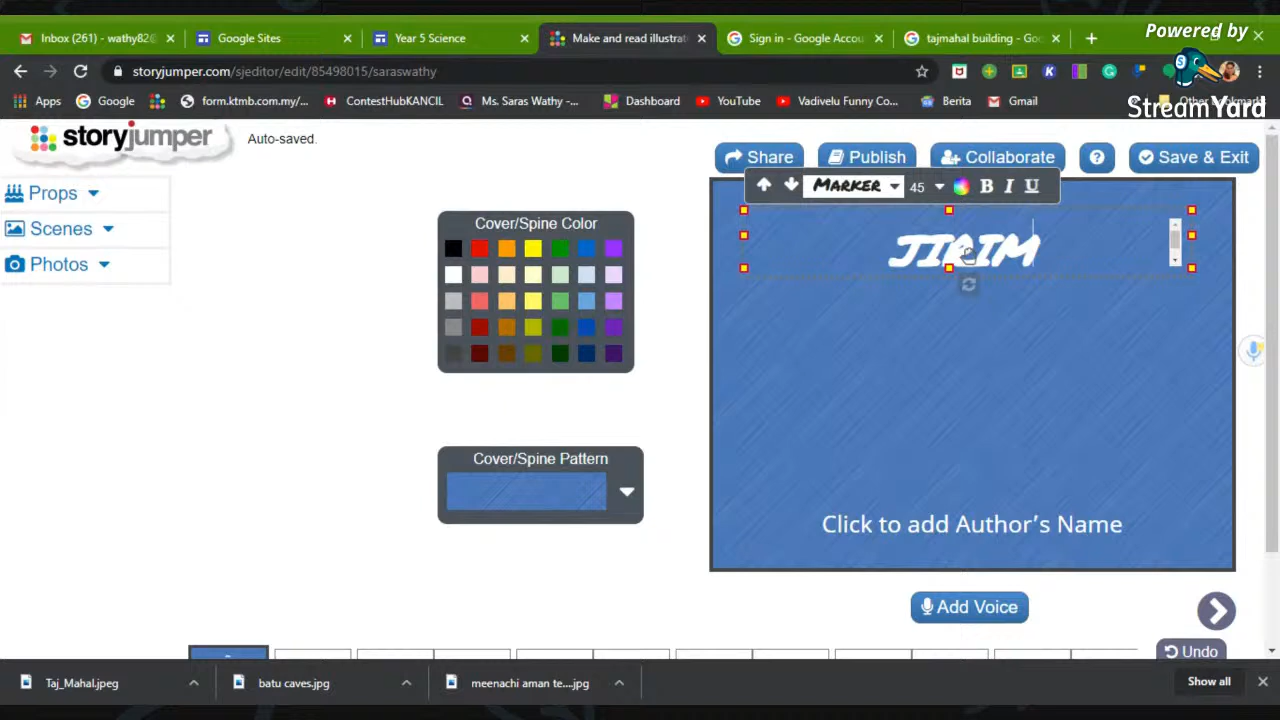 Powered by
StreamYard
Inbox (261) - wathy82@
Google Sites
Year 5 Science
Make and read illustrat
Sign in - Google Accou
tajmahal building - Goo
storyjumper.com/sjeditor/edit/85498015/saraswathy
Apps
Google
form.ktmb.com.my/...
ContestHubKANCIL
Ms. Saras Wathy -...
Dashboard
YouTube
Vadivelu Funny Co...
Berita
Gmail
storyjumper
Auto-saved.
Share
Publish
Collaborate
?
Save & Exit
Props
Scenes
Photos
Cover/Spine Color
Cover/Spine Pattern
MARKER
45
B
I
U
JIRIM
Click to add Author's Name
Add Voice
Undo
Taj_Mahal.jpeg
batu caves.jpg
meenachi aman te....jpg
Show all